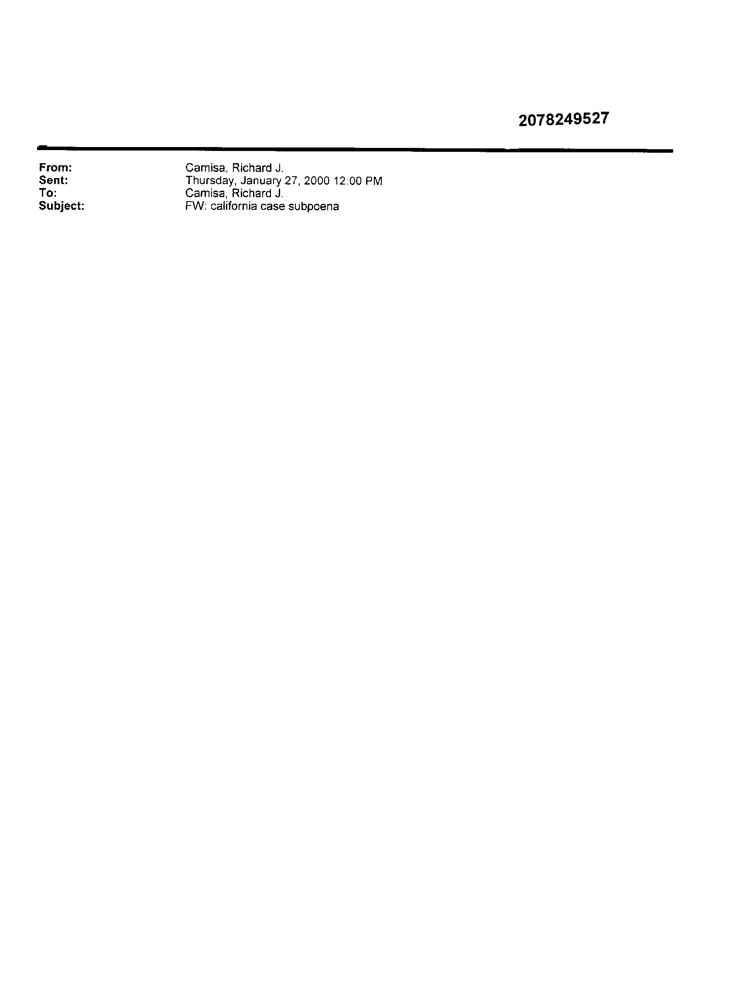 2078249527
From: Camisa, Richard J.
Sent: Thursday, January 27, 2000 12:00 PM
To: Camisa, Richard J.
Subject: FW: california case subpoena